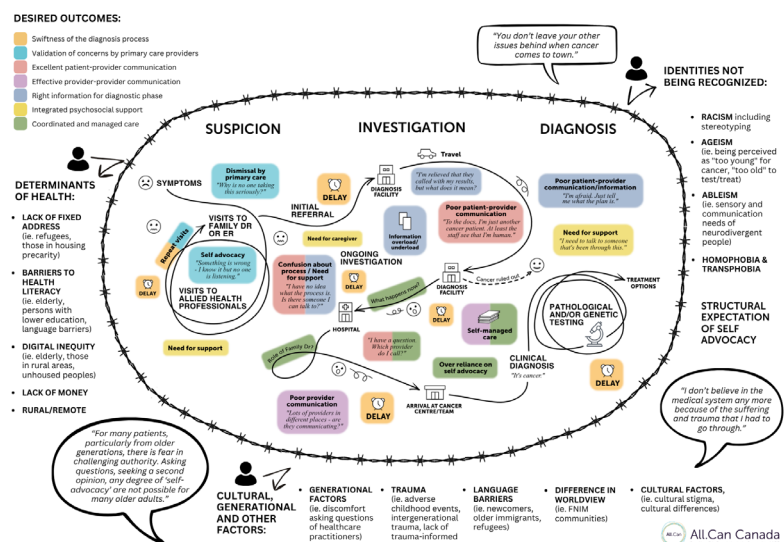 DESIRED OUTCOMES:
Swiftness of the diagnosis process
Validation of concerns by primary care providers
Excellent patient-provider communication
Effective provider-provider communication
Right information for diagnostic phase
Integrated psychosocial support
Coordinated and managed care
"You don't leave your other
issues behind when cancer
comes to town."
IDENTITIES NOT
BEING RECOGNIZED:
• RACISM including
stereotyping
• AGEISM
(ie. being perceived
as "too young" for
cancer, "too old" to
test/treat)
• ABLEISM
(ie. sensory and
communication
needs of
neurodivergent
people)
• HOMOPHOBIA &
TRANSPHOBIA
STRUCTURAL
EXPECTATION
OF SELF
ADVOCACY
DETERMINANTS
OF HEALTH:
• LACK OF FIXED
ADDRESS
(ie. refugees,
those in housing
precarity)
• BARRIERS TO
HEALTH
LITERACY
(ie. elderly,
persons with
lower education,
language barriers)
• DIGITAL INEQUITY
(ie. elderly, those
in rural areas,
unhoused people)
• LACK OF MONEY
• RURAL/REMOTE
SUSPICION
INVESTIGATION
DIAGNOSIS
SYMPTOMS
Dismissal by
primary care
"Why is no one taking
this seriously?"
DELAY
INITIAL
REFERRAL
Travel
DIAGNOSIS
FACILITY
"I'm relieved that they
called with my results,
but what does it mean?"
Poor patient-provider
communication/information
"I'm afraid. Just tell
me what the plan is."
Poor patient-provider
communication
"To the docs, I'm just another
cancer patient. At least the
staff see that I'm human."
Information
overload/
underload
Need for support
"I need to talk to someone
that's been through this."
Repeat visits
VISITS TO
FAMILY DR
OR ER
Self advocacy
"Something is wrong
- I know it but no one
is listening."
VISITS TO
ALLIED HEALTH
PROFESSIONALS
DELAY
Need for support
Need for caregiver
ONGOING
INVESTIGATION
Confusion about
process / Need
for support
"I have no idea
what the process is
Is there someone I
can talk to?"
DELAY
What happens now?
DIAGNOSIS
FACILITY
Cancer ruled out
TREATMENT
OPTIONS
PATHOLOGICAL
AND/OR GENETIC
TESTING
DELAY
HOSPITAL
Role of Family Dr?
"I have a question
Which provider
do I call?"
DELAY
Self-managed
care
Over reliance on
self advocacy
CLINICAL
DIAGNOSIS
"It's cancer."
Poor provider
communication
"Lots of providers in
different places - are
they communicating?"
DELAY
ARRIVAL AT CANCER
CENTRE/TEAM
"I don't believe in the
medical system any
more because of the
suffering and trauma
that I had to
go through."
"For many patients,
particularly from older
generations, there is fear in
challenging authority. Asking
questions, seeking a second
opinion, any degree of 'self-
advocacy' are not possible for
many older adults."
CULTURAL,
GENERATIONAL
AND OTHER
FACTORS:
• GENERATIONAL
FACTORS
(ie. discomfort
asking questions
of healthcare
practitioners)
• TRAUMA
(ie. adverse
childhood events,
intergenerational
trauma, lack of
trauma-informed
• LANGUAGE
BARRIERS
(ie. newcomers,
older immigrants,
refugees)
• DIFFERENCE IN
WORLDVIEW
(ie. FNIM
communities)
• CULTURAL FACTORS,
(ie. cultural stigma,
cultural differences)
All.Can
All.Can Canada